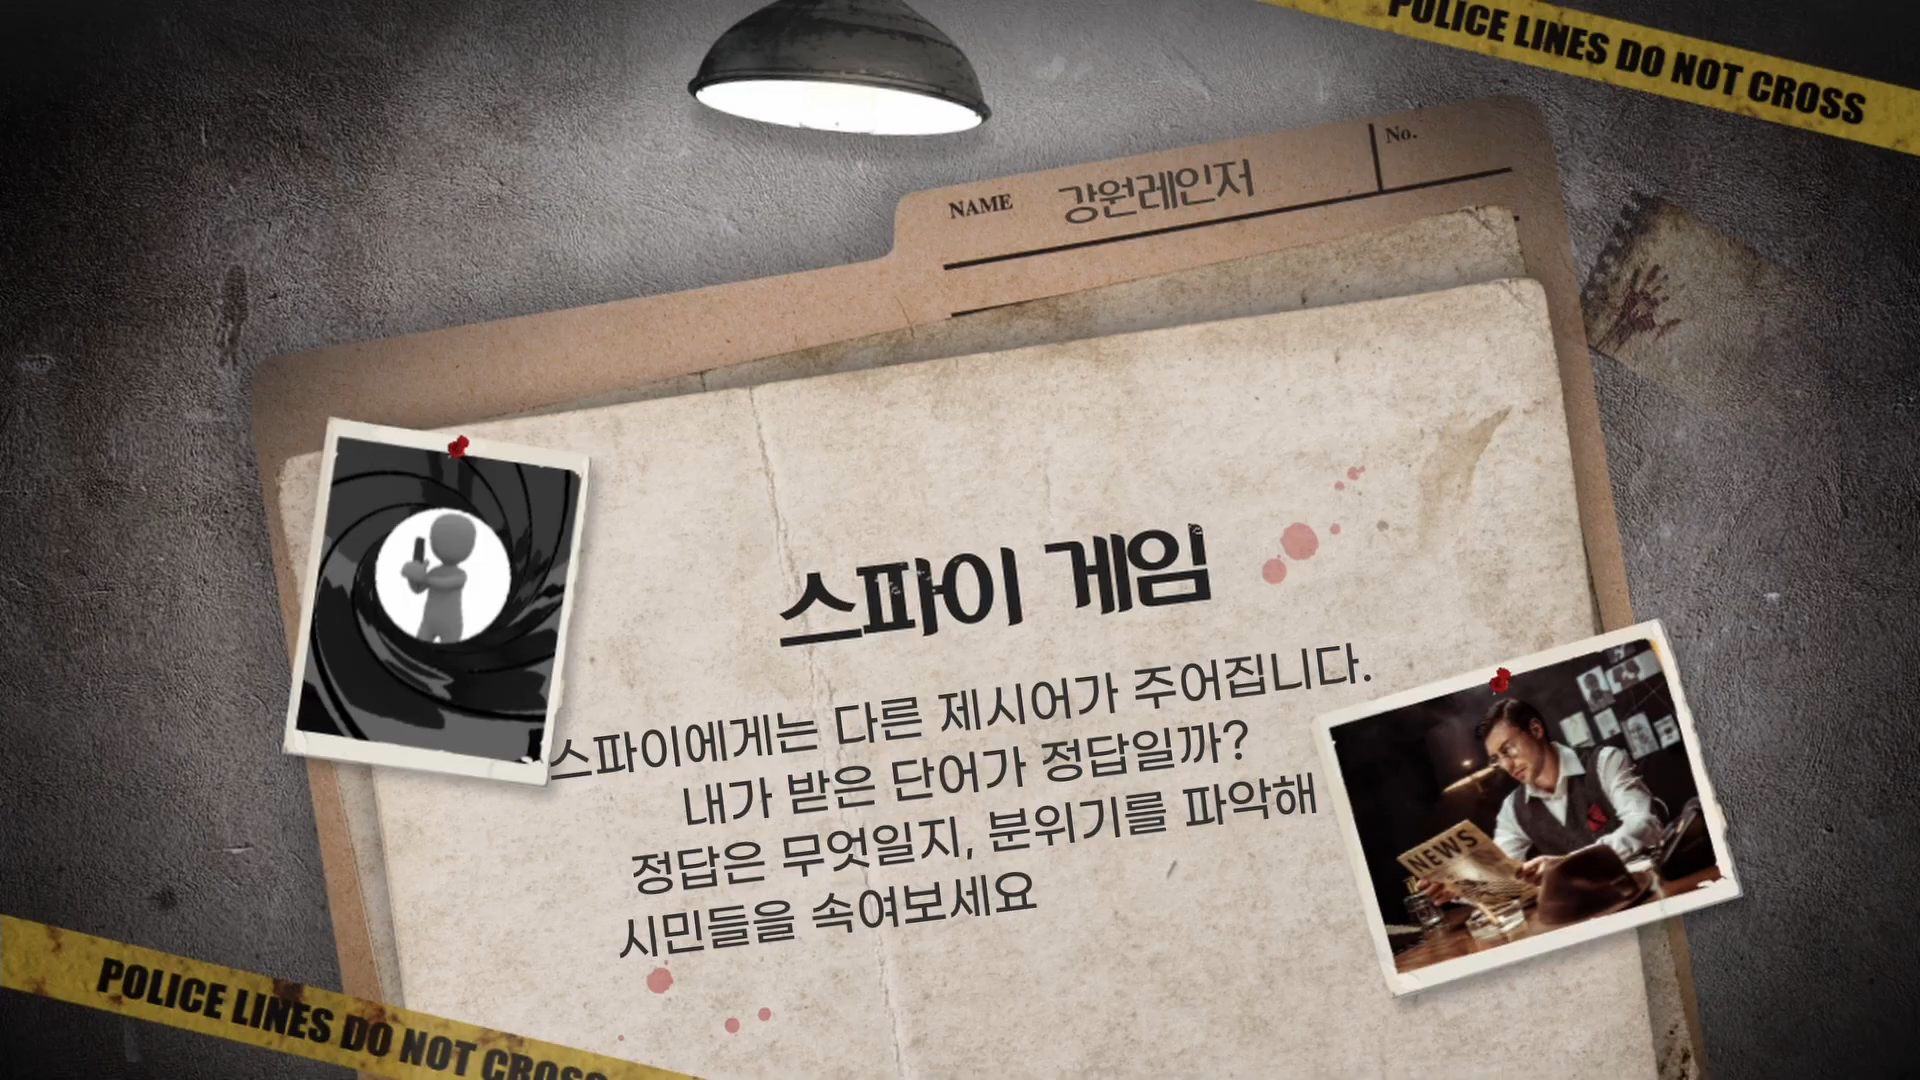 POLICE LINES DO NOT CROSS
No.
NAME 강원레인저
스파이 게임
스파이에게는 다른 제시어가 주어집니다.
내가 받은 단어가 정답일까?
정답은 무엇일지, 분위기를 파악해
시민들을 속여보세요
NEWS
POLICE LINES DO NOT CROSS